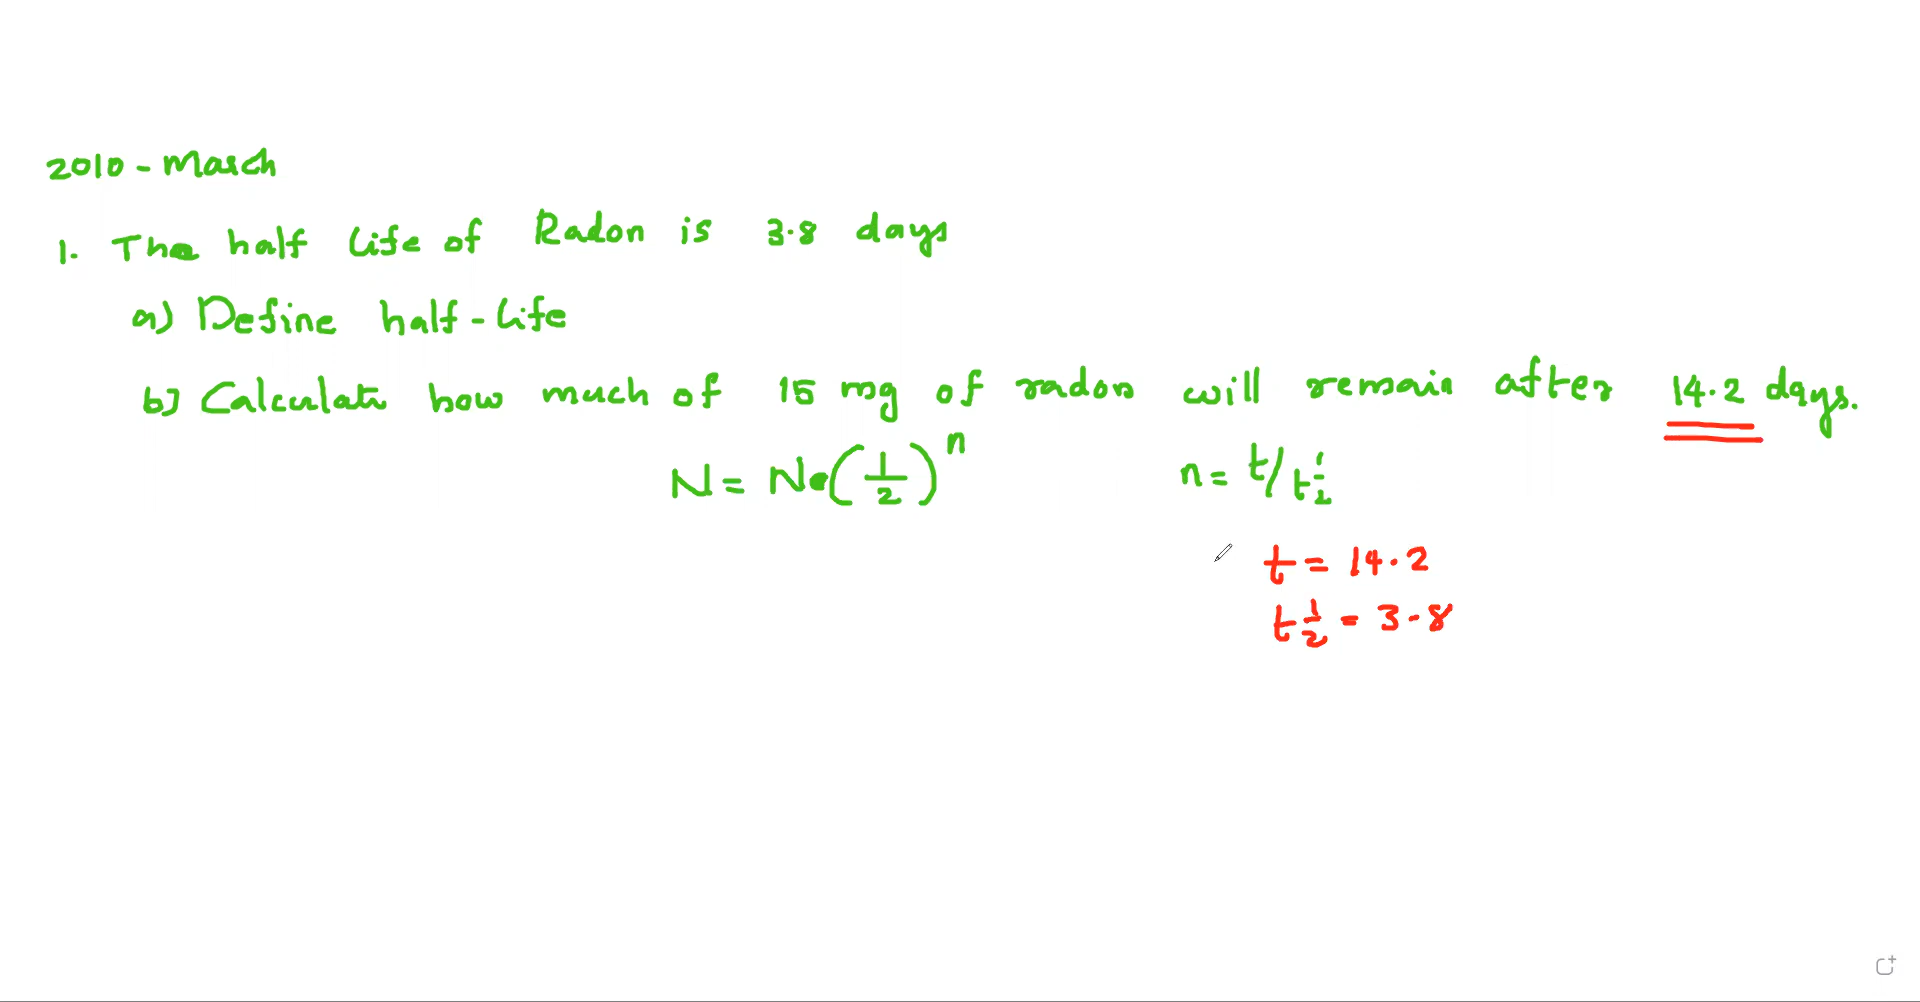 2010 - March
1. The half life of Radon is 3.8 days
a) Define half-life
b) Calculate how much of 15 mg of radon will remain after 14.2 days.
N = No(1/2)^n n = t/t1/2
t = 14.2
t1/2 = 3.8